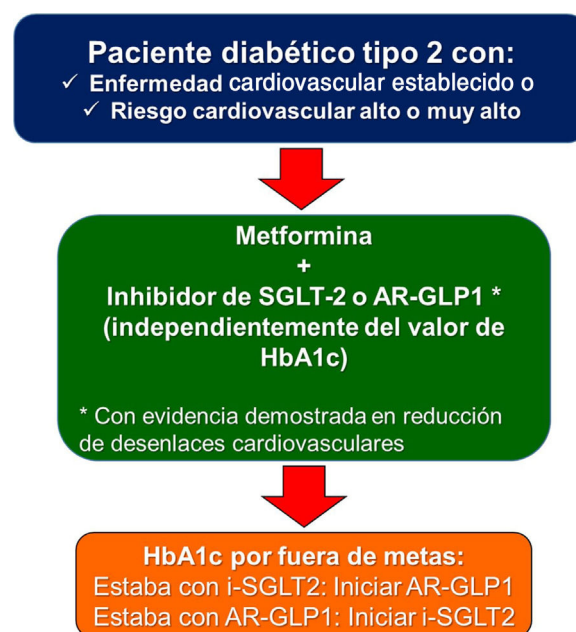 Paciente diabético tipo 2 con:
✓ Enfermedad cardiovascular establecido o
✓ Riesgo cardiovascular alto o muy alto
Metformina
+
Inhibidor de SGLT-2 o AR-GLP1 *
(independientemente del valor de
HbA1c)
* Con evidencia demostrada en reducción
de desenlaces cardiovasculares
HbA1c por fuera de metas:
Estaba con i-SGLT2: Iniciar AR-GLP1
Estaba con AR-GLP1: Iniciar i-SGLT2